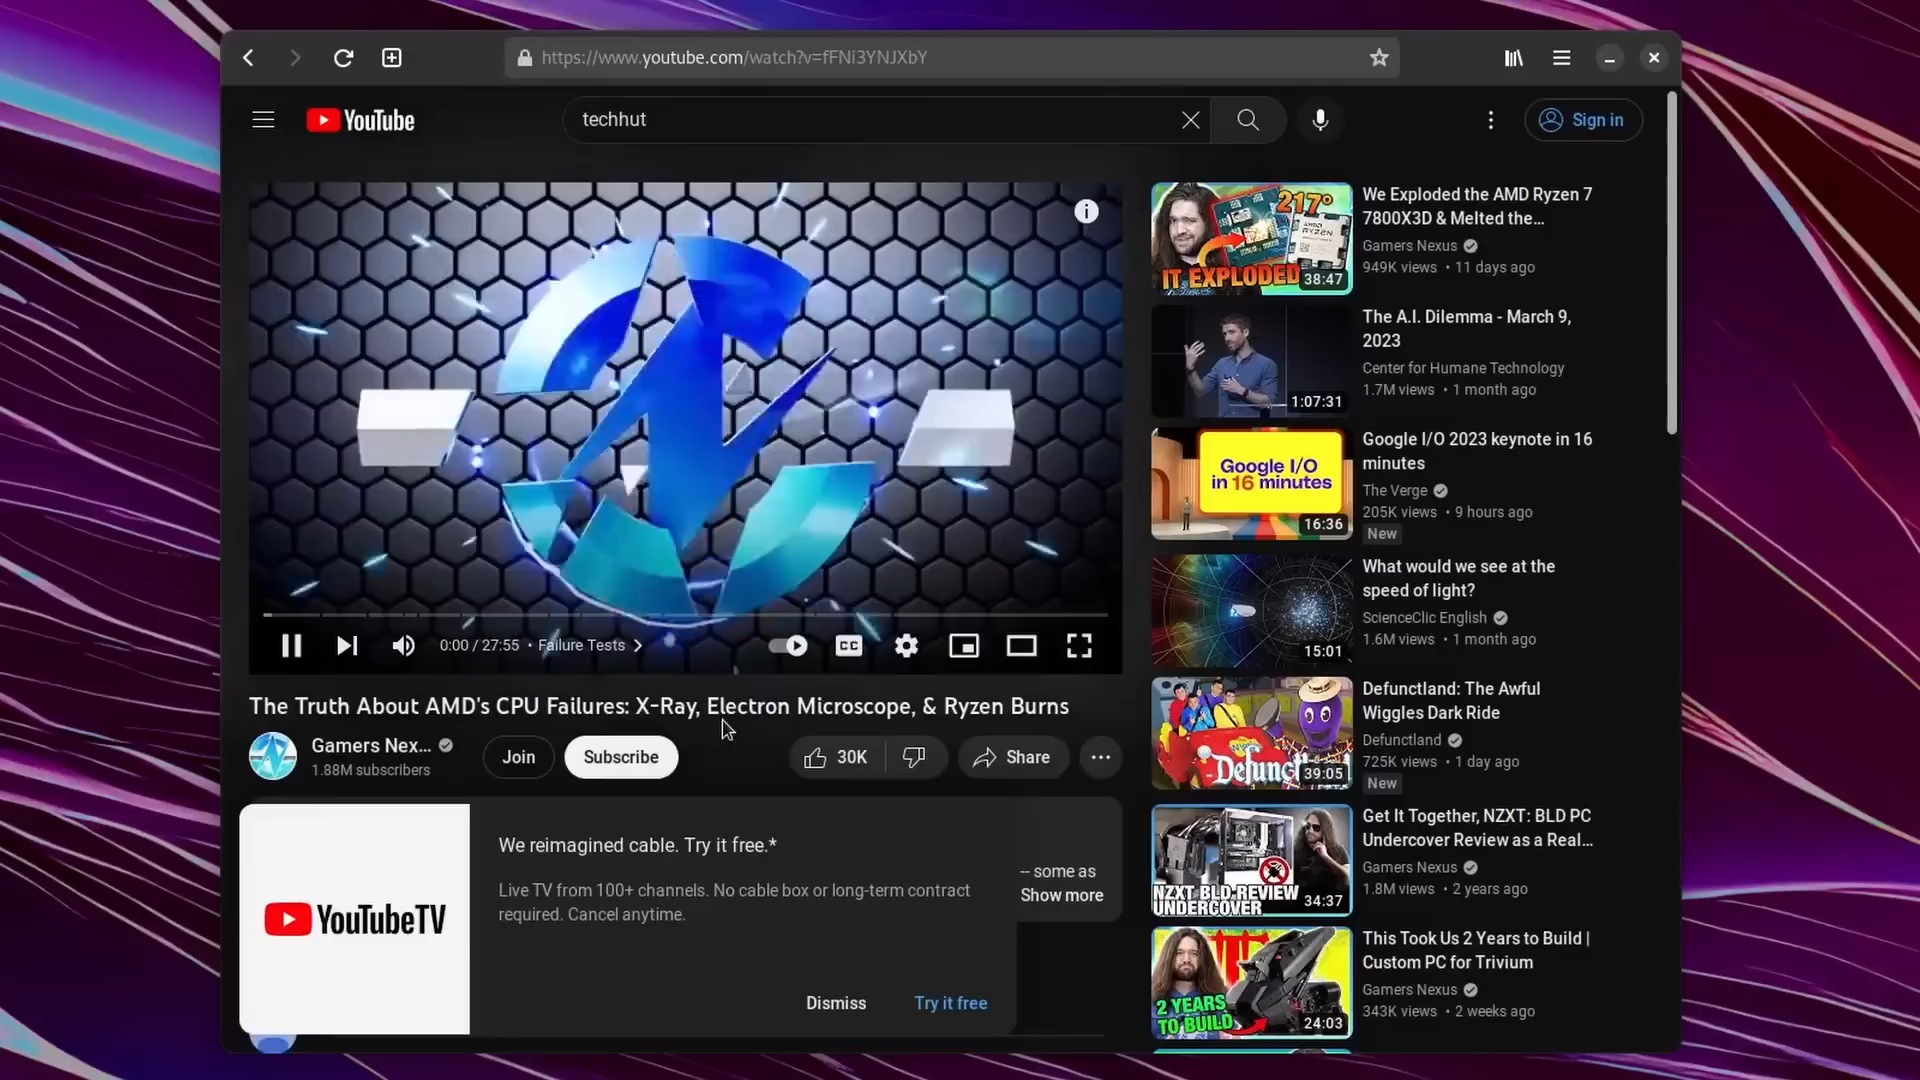 https://www.youtube.com/watch?v=fFNi3YNJXbY
YouTube
techhut
Sign in
0:00 / 27:55 • Failure Tests
CC
The Truth About AMD's CPU Failures: X-Ray, Electron Microscope, & Ryzen Burns
Gamers Nex...
1.88M subscribers
Join
Subscribe
30K
Share
-- some as
Show more
YouTubeTV
We reimagined cable. Try it free.*
Live TV from 100+ channels. No cable box or long-term contract
required. Cancel anytime.
Dismiss
Try it free
217°
AMD
RYZEN
IT EXPLODED
38:47
We Exploded the AMD Ryzen 7
7800X3D & Melted the...
Gamers Nexus
949K views • 11 days ago
1:07:31
The A.I. Dilemma - March 9,
2023
Center for Humane Technology
1.7M views • 1 month ago
Google I/O
in 16 minutes
16:36
Google I/O 2023 keynote in 16
minutes
The Verge
205K views • 9 hours ago
New
15:01
What would we see at the
speed of light?
ScienceClic English
1.6M views • 1 month ago
39:05
Defunctland: The Awful
Wiggles Dark Ride
Defunctland
725K views • 1 day ago
New
NZXT BLD REVIEW
UNDERCOVER
34:37
Get It Together, NZXT: BLD PC
Undercover Review as a Real...
Gamers Nexus
1.8M views • 2 years ago
2 YEARS
TO BUILD
24:03
This Took Us 2 Years to Build |
Custom PC for Trivium
Gamers Nexus
343K views • 2 weeks ago